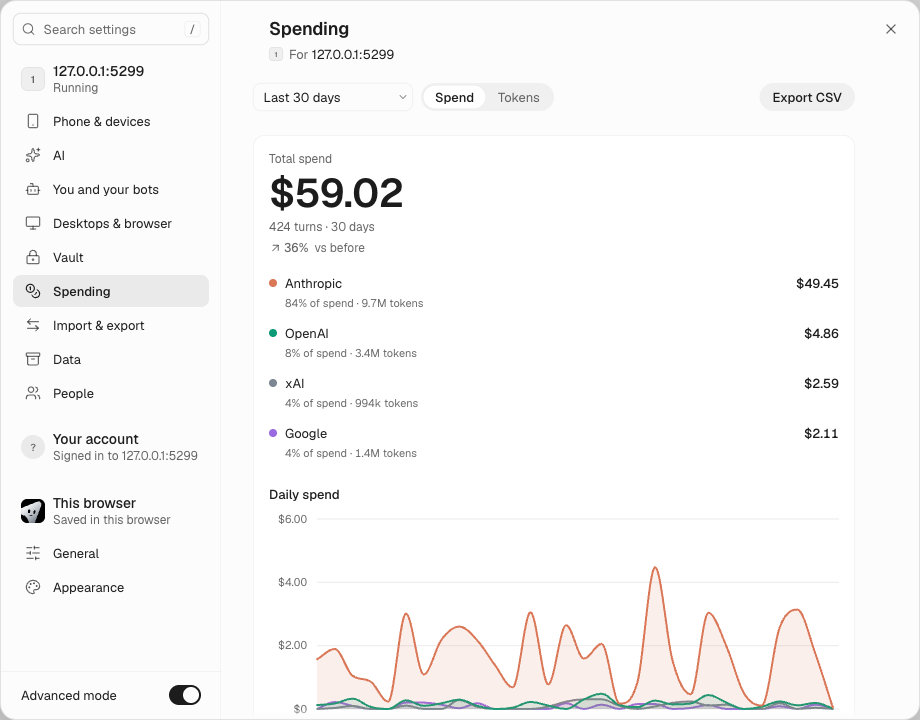 Search settings
/
1
127.0.0.1:5299
Running
Phone & devices
AI
You and your bots
Desktops & browser
Vault
Spending
Import & export
Data
People
?
Your account
Signed in to 127.0.0.1:5299
This browser
Saved in this browser
General
Appearance
Advanced mode
Spending
1
For 127.0.0.1:5299
Last 30 days
Spend
Tokens
Export CSV
Total spend
$59.02
424 turns · 30 days
36% vs before
Anthropic
$49.45
84% of spend · 9.7M tokens
OpenAI
$4.86
8% of spend · 3.4M tokens
xAI
$2.59
4% of spend · 994k tokens
Google
$2.11
4% of spend · 1.4M tokens
Daily spend
$6.00
$4.00
$2.00
$0